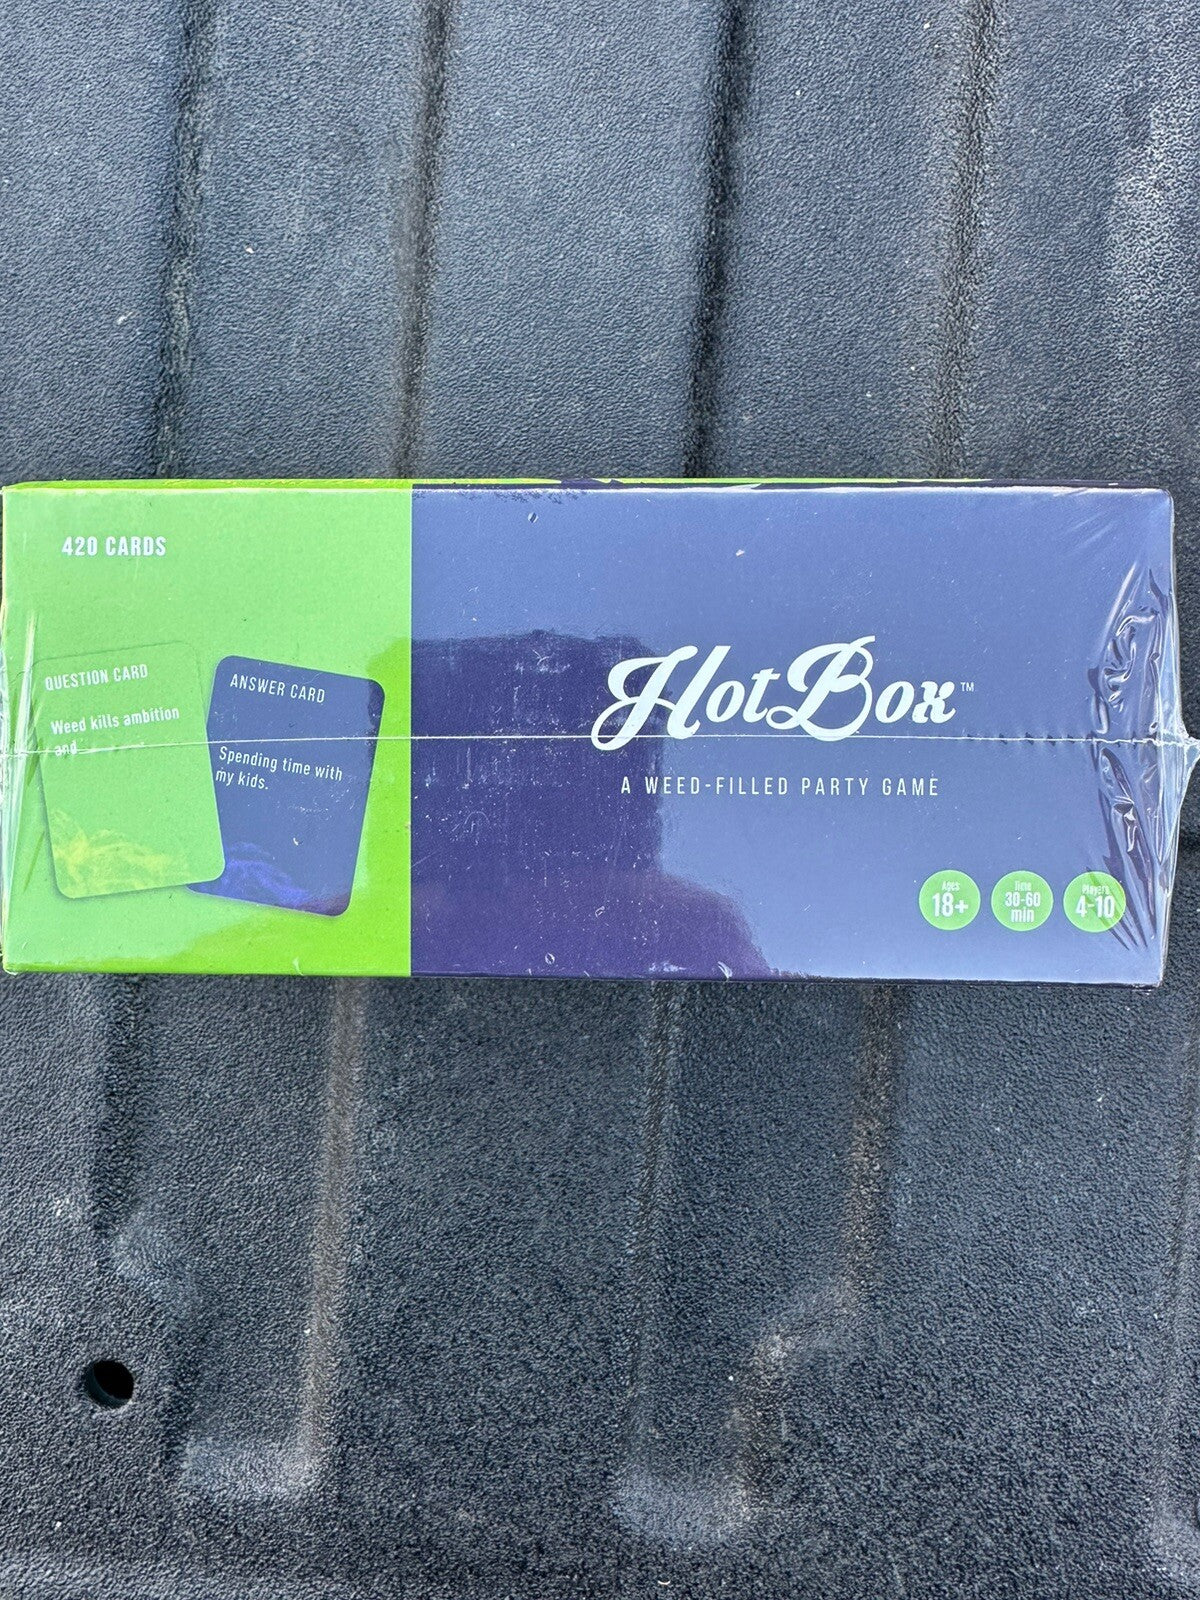 420 CARDS
QUESTION CARD
Weed kills ambition
and
ANSWER CARD
Spending time with
my kids.
HotBox™
A WEED-FILLED PARTY GAME
Ages
18+
Time
30-60
min
Players
4-10